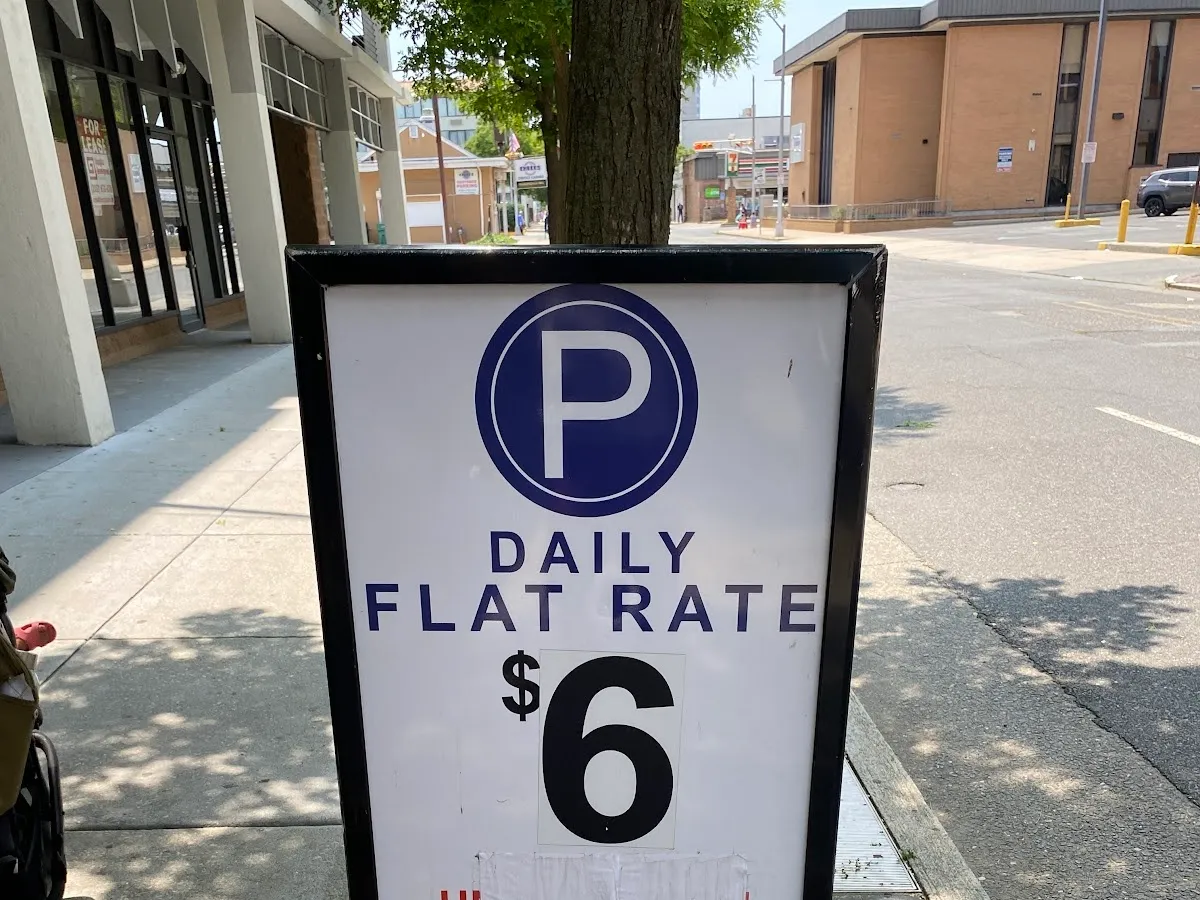 FOR
LEASE
P
DAILY
FLAT RATE
$6